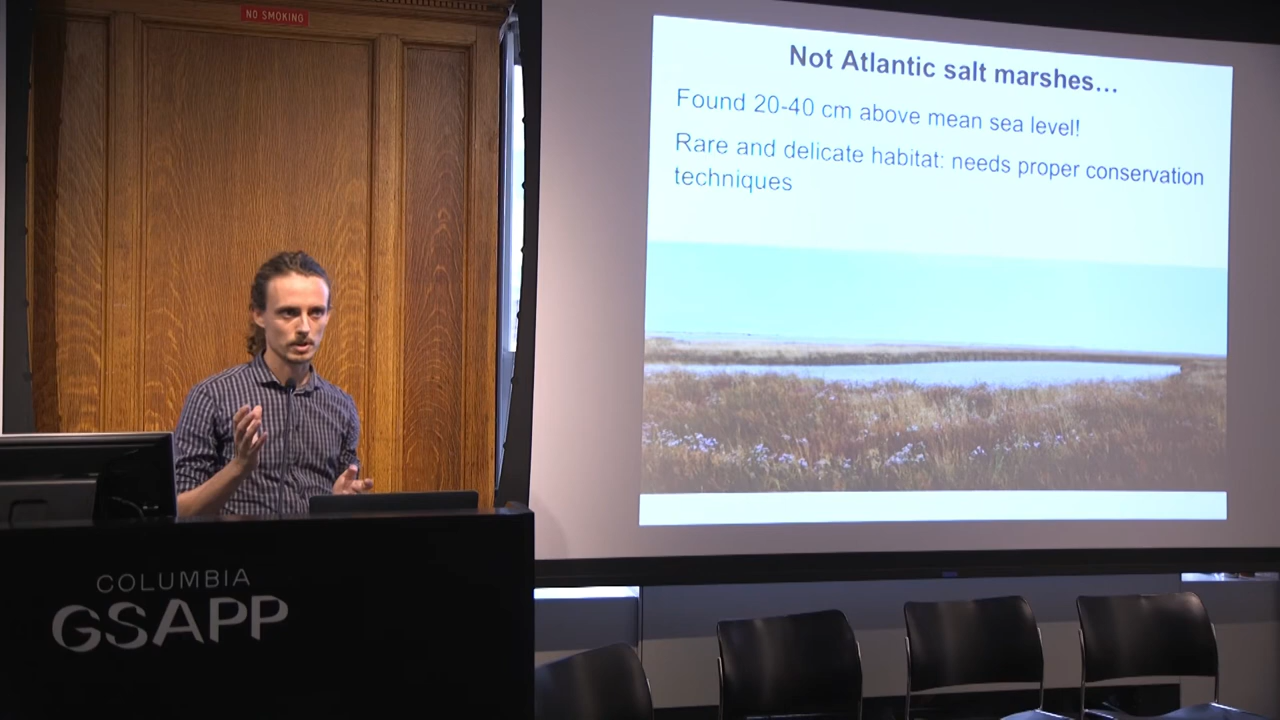 NO SMOKING
Not Atlantic salt marshes…
Found 20-40 cm above mean sea level!
Rare and delicate habitat: needs proper conservation
techniques
COLUMBIA
GSAPP